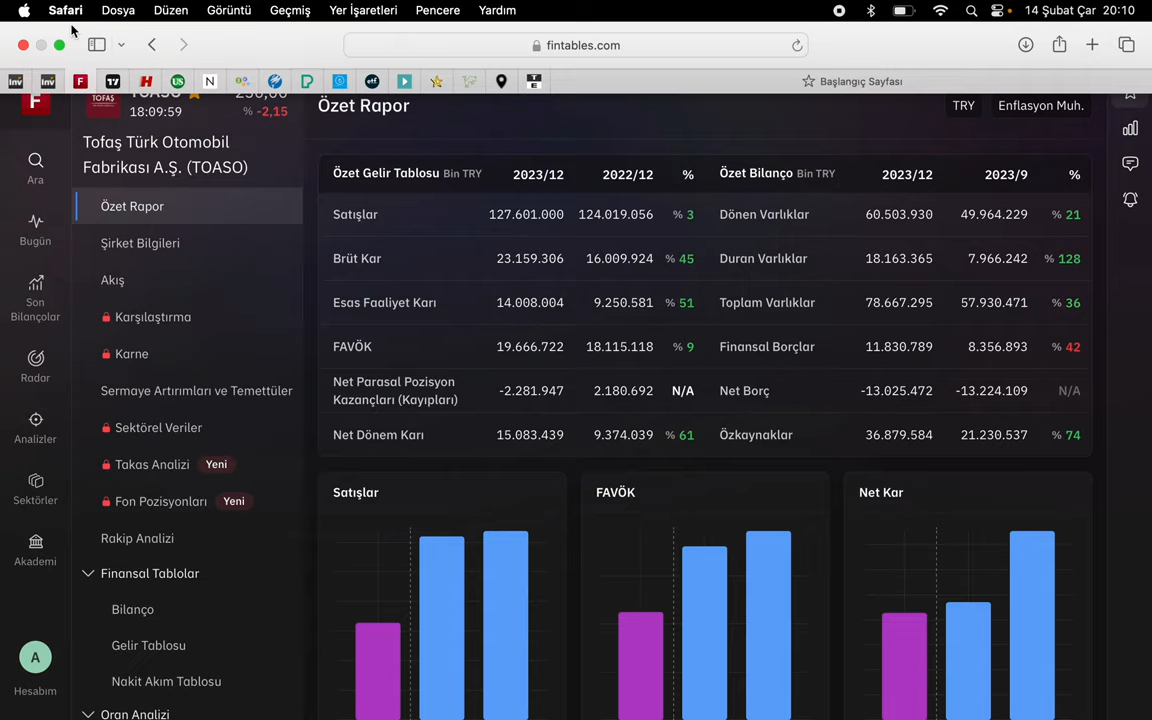 Safari Dosya Düzen Görüntü Geçmiş Yer İşaretleri Pencere Yardım 14 Şubat Çar 20:10
fintables.com
Başlangıç Sayfası
TOFAŞ
18:09:59 % -2,15
Tofaş Türk Otomobil
Fabrikası A.Ş. (TOASO)
Ara
Bugün
Son
Bilançolar
Radar
Analizler
Sektörler
Akademi
A
Hesabım
Özet Rapor
Şirket Bilgileri
Akış
Karşılaştırma
Karne
Sermaye Artırımları ve Temettüler
Sektörel Veriler
Takas Analizi Yeni
Fon Pozisyonları Yeni
Rakip Analizi
Finansal Tablolar
Bilanço
Gelir Tablosu
Nakit Akım Tablosu
Oran Analizi
Özet Rapor TRY Enflasyon Muh.
Özet Gelir Tablosu Bin TRY 2023/12 2022/12 % Özet Bilanço Bin TRY 2023/12 2023/9 %
Satışlar 127.601.000 124.019.056 % 3 Dönen Varlıklar 60.503.930 49.964.229 % 21
Brüt Kar 23.159.306 16.009.924 % 45 Duran Varlıklar 18.163.365 7.966.242 % 128
Esas Faaliyet Karı 14.008.004 9.250.581 % 51 Toplam Varlıklar 78.667.295 57.930.471 % 36
FAVÖK 19.666.722 18.115.118 % 9 Finansal Borçlar 11.830.789 8.356.893 % 42
Net Parasal Pozisyon
Kazançları (Kayıpları) -2.281.947 2.180.692 N/A Net Borç -13.025.472 -13.224.109 N/A
Net Dönem Karı 15.083.439 9.374.039 % 61 Özkaynaklar 36.879.584 21.230.537 % 74
Satışlar FAVÖK Net Kar